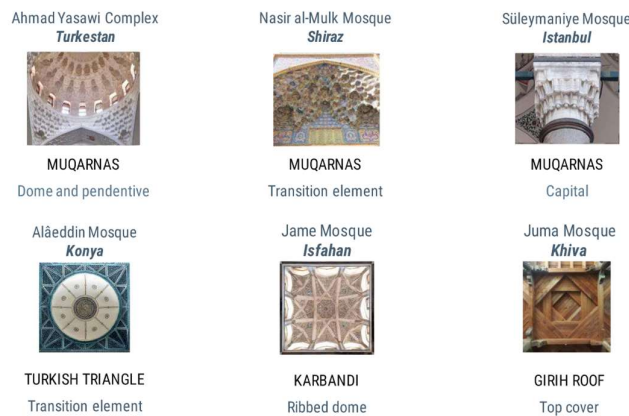 Ahmad Yasawi Complex
Turkestan
MUQARNAS
Dome and pendentive
Nasir al-Mulk Mosque
Shiraz
MUQARNAS
Transition element
Süleymaniye Mosque
Istanbul
MUQARNAS
Capital
Alâeddin Mosque
Konya
TURKISH TRIANGLE
Transition element
Jame Mosque
Isfahan
KARBANDI
Ribbed dome
Juma Mosque
Khiva
GIRIH ROOF
Top cover